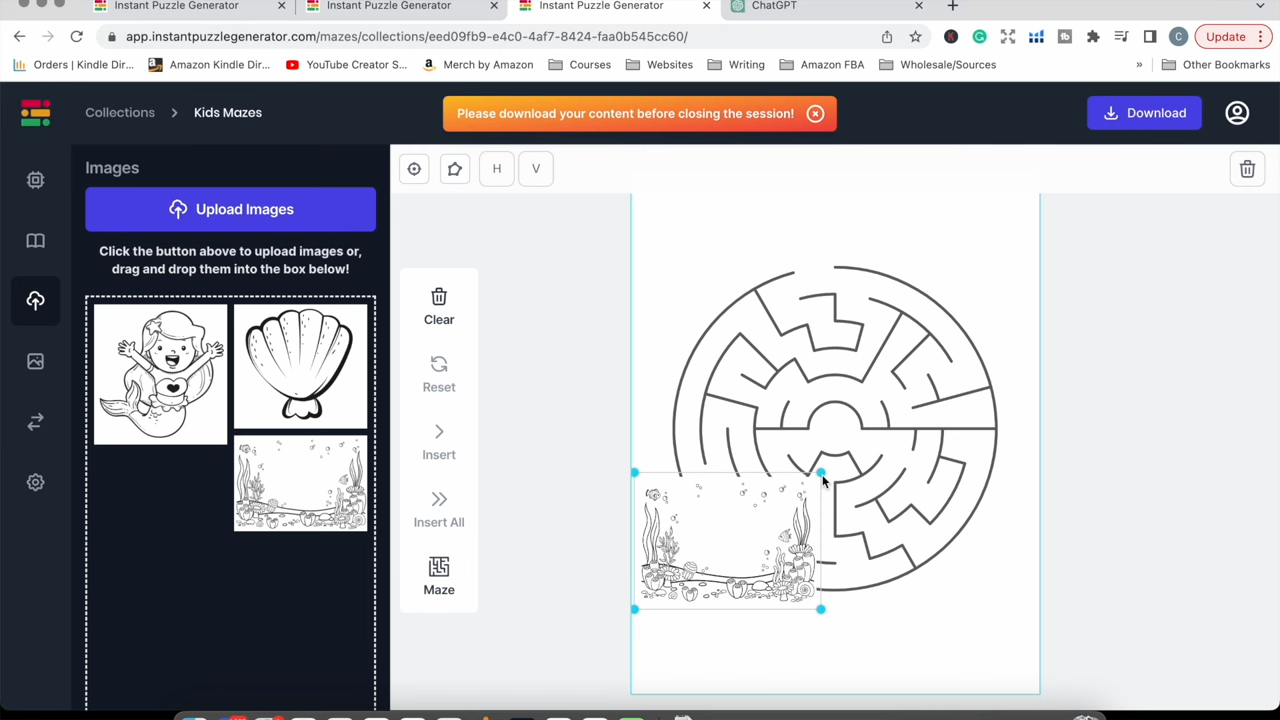 Instant Puzzle Generator
Instant Puzzle Generator
Instant Puzzle Generator
ChatGPT
app.instantpuzzlegenerator.com/mazes/collections/eed09fb9-e4c0-4af7-8424-faa0b545cc60/
C
Update
Orders | Kindle Dir...
Amazon Kindle Dir...
YouTube Creator S...
Merch by Amazon
Courses
Websites
Writing
Amazon FBA
Wholesale/Sources
»
Other Bookmarks
Collections
Kids Mazes
Please download your content before closing the session!
Download
Images
H
V
Upload Images
Click the button above to upload images or,
drag and drop them into the box below!
Clear
Reset
Insert
Insert All
Maze